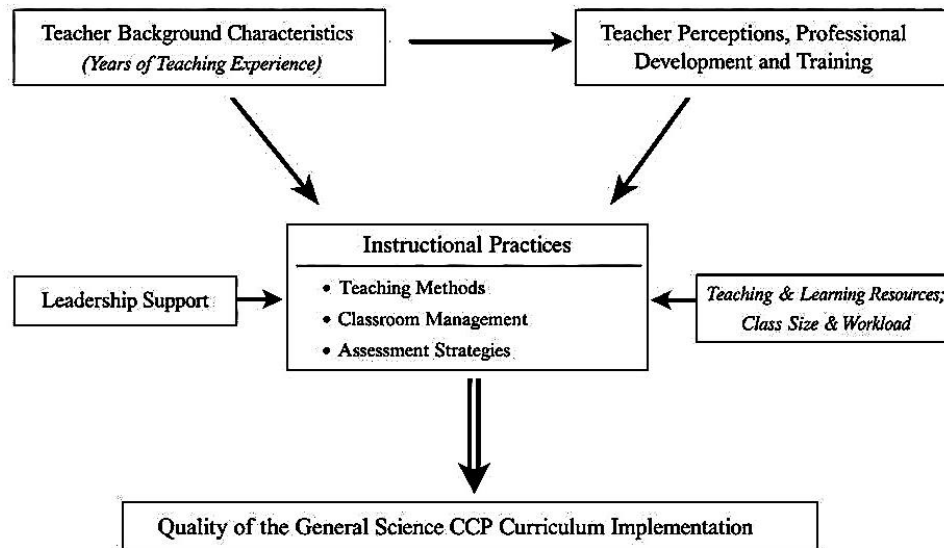 Teacher Background Characteristics
(Years of Teaching Experience)
Teacher Perceptions, Professional
Development and Training
Instructional Practices
• Teaching Methods
• Classroom Management
• Assessment Strategies
Leadership Support
Teaching & Learning Resources;
Class Size & Workload
Quality of the General Science CCP Curriculum Implementation